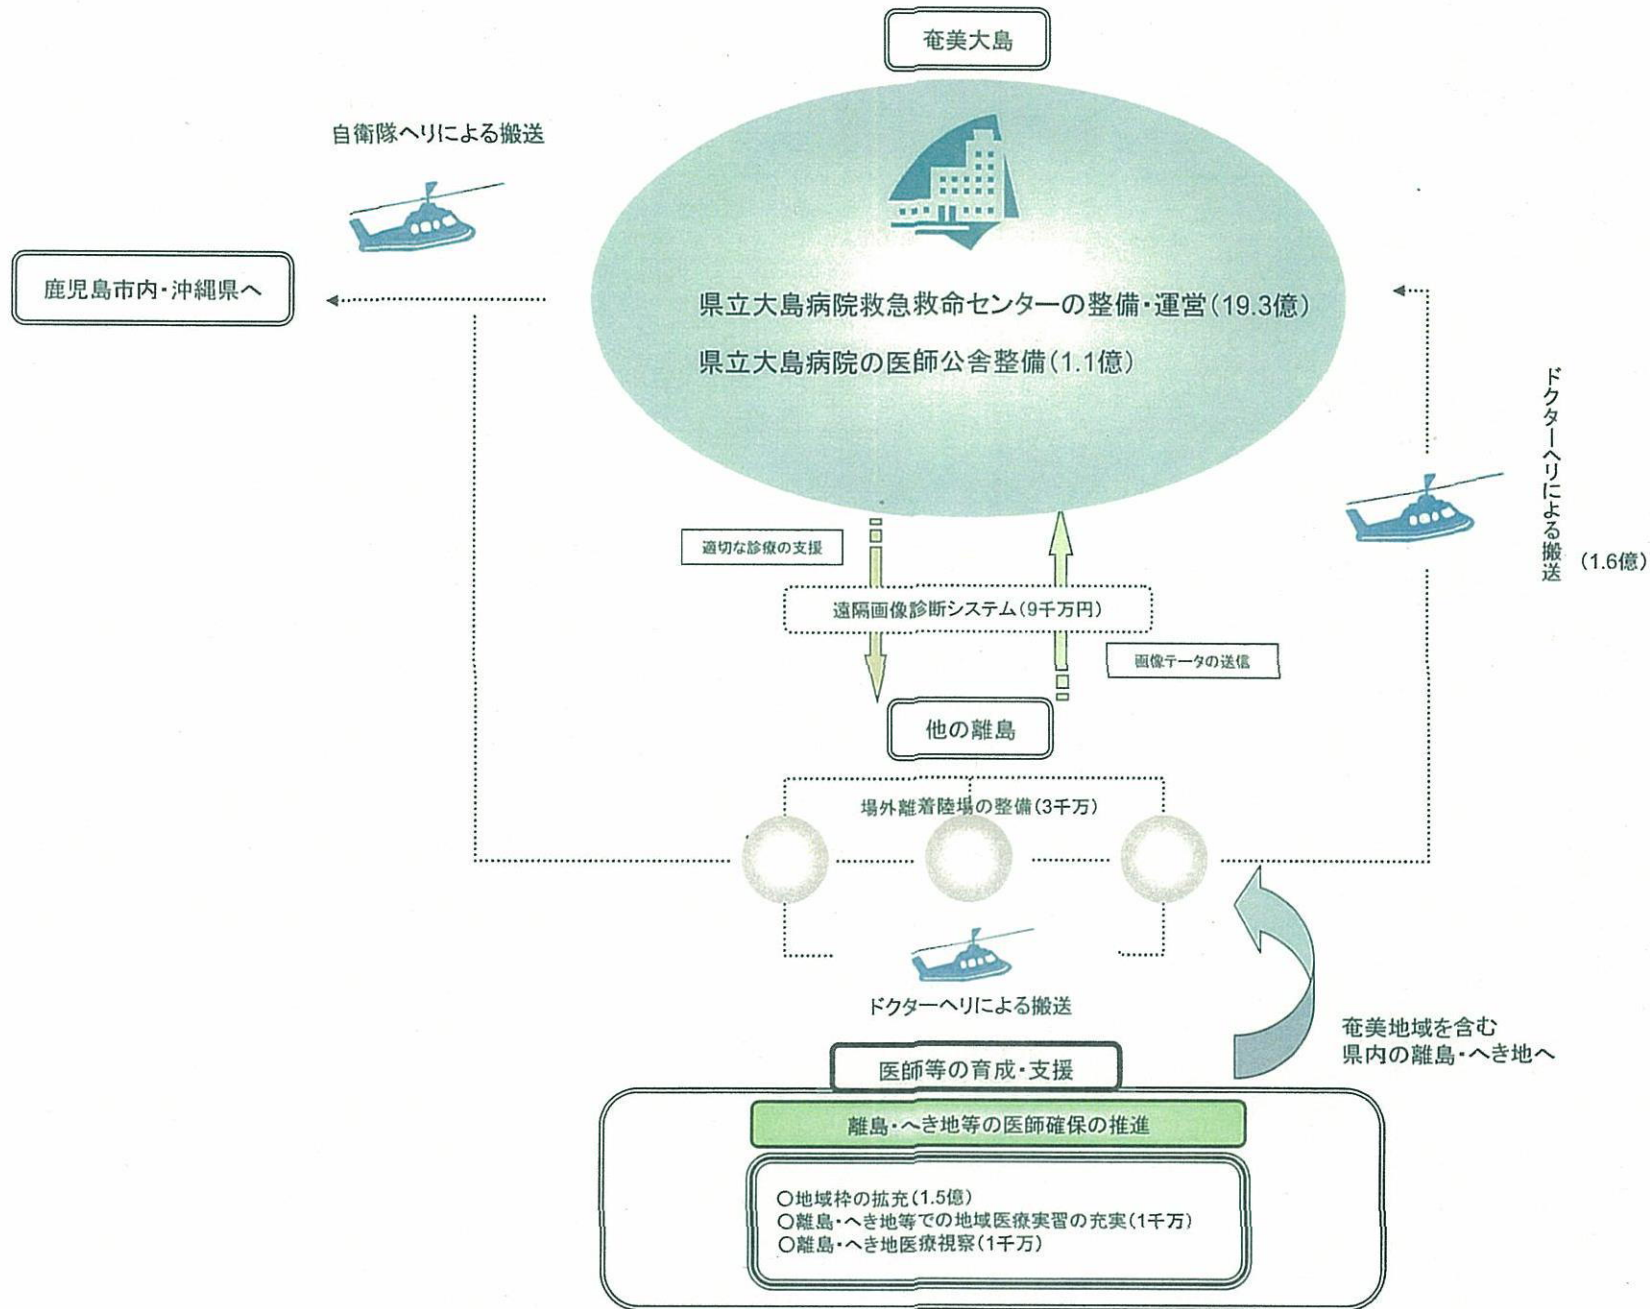 奄美大島
自衛隊ヘリによる搬送
鹿児島市内・沖縄県へ
県立大島病院救急救命センターの整備・運営(19.3億)
県立大島病院の医師公舎整備(1.1億)
ドクターヘリによる搬送
(1.6億)
適切な診療の支援
遠隔画像診断システム(9千万円)
画像データの送信
他の離島
場外離着陸場の整備(3千万)
ドクターヘリによる搬送
奄美地域を含む
県内の離島・へき地へ
医師等の育成・支援
離島・へき地等の医師確保の推進
○地域枠の拡充(1.5億)
○離島・へき地等での地域医療実習の充実(1千万)
○離島・へき地医療視察(1千万)